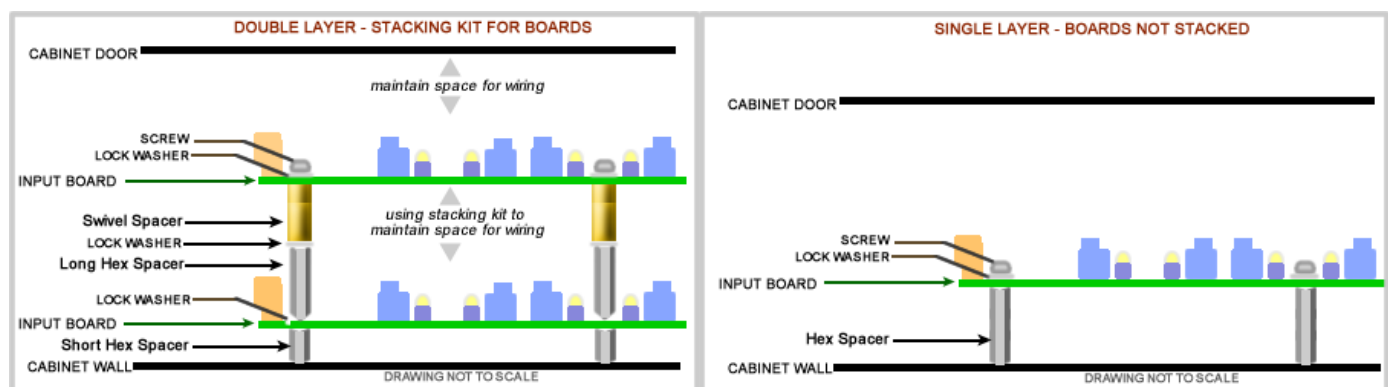 DOUBLE LAYER - STACKING KIT FOR BOARDS
CABINET DOOR
maintain space for wiring
SCREW
LOCK WASHER
INPUT BOARD
Swivel Spacer
using stacking kit to
maintain space for wiring
LOCK WASHER
Long Hex Spacer
LOCK WASHER
INPUT BOARD
Short Hex Spacer
CABINET WALL
DRAWING NOT TO SCALE
SINGLE LAYER - BOARDS NOT STACKED
CABINET DOOR
SCREW
LOCK WASHER
INPUT BOARD
Hex Spacer
CABINET WALL
DRAWING NOT TO SCALE